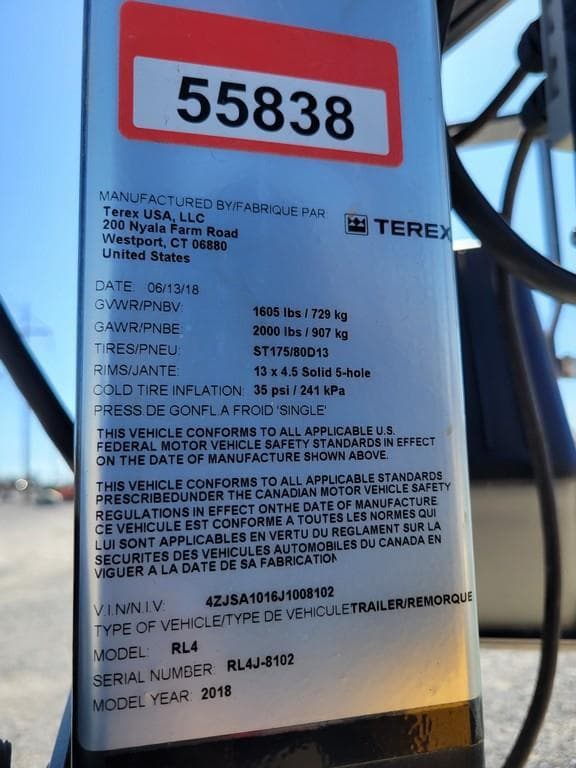 55838
MANUFACTURED BY/FABRIQUE PAR
TEREX
Terex USA, LLC
200 Nyala Farm Road
Westport, CT 06880
United States
DATE: 06/13/18
GVWR/PNBV: 1605 lbs / 729 kg
GAWR/PNBE 2000 lbs / 907 kg
TIRES/PNEU: ST175/80D13
RIMS/JANTE: 13 x 4.5 Solid 5-hole
COLD TIRE INFLATION: 35 psi / 241 kPa
PRESS.DE GONFL.A FROID 'SINGLE'
THIS VEHICLE CONFORMS TO ALL APPLICABLE U.S.
FEDERAL MOTOR VEHICLE SAFETY STANDARDS IN EFFECT
ON THE DATE OF MANUFACTURE SHOWN ABOVE.
THIS VEHICLE CONFORMS TO ALL APPLICABLE STANDARDS
PRESCRIBEDUNDER THE CANADIAN MOTOR VEHICLE SAFETY
REGULATIONS IN EFFECT ONTHE DATE OF MANUFACTURE
CE VEHICULE EST CONFORME A TOUTES LES NORMES QUI
LUI SONT APPLICABLES EN VERTU DU REGLEMENT SUR LA
SECURITES DES VEHICULES AUTOMOBILES DU CANADA EN
VIGUER A LA DATE DE SA FABRICATION
V.I.N/N.I.V: 4ZJSA1016J1008102
TYPE OF VEHICLE/TYPE DE VEHICULE TRAILER/REMORQUE
MODEL: RL4
SERIAL NUMBER: RL4J-8102
MODEL YEAR: 2018